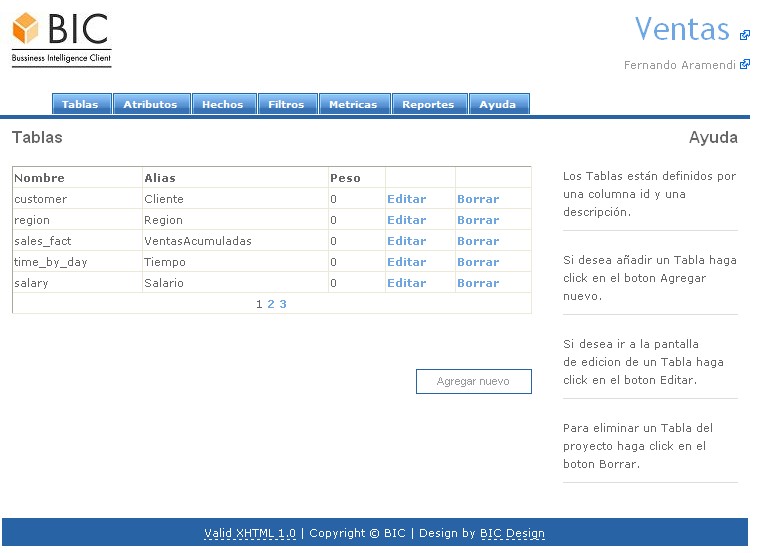 BIC
Bussiness Intelligence Client
Ventas
Fernando Aramendi
Tablas Atributos Hechos Filtros Metricas Reportes Ayuda
Tablas
Nombre Alias Peso
customer Cliente 0 Editar Borrar
region Region 0 Editar Borrar
sales_fact VentasAcumuladas 0 Editar Borrar
time_by_day Tiempo 0 Editar Borrar
salary Salario 0 Editar Borrar
1 2 3
Agregar nuevo
Ayuda
Los Tablas están definidos por
una columna id y una
descripción.
Si desea añadir un Tabla haga
click en el boton Agregar
nuevo.
Si desea ir a la pantalla
de edicion de un Tabla haga
click en el boton Editar.
Para eliminar un Tabla del
proyecto haga click en el
boton Borrar.
Valid XHTML 1.0 | Copyright © BIC | Design by BIC Design